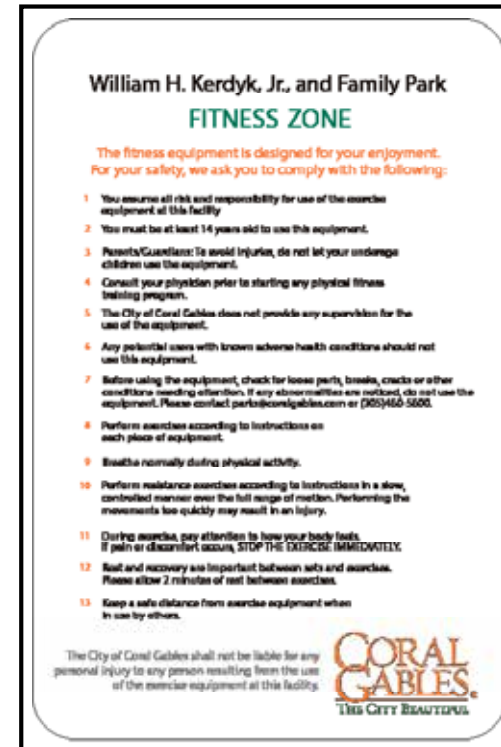 William H. Kerdyk, Jr., and Family Park
FITNESS ZONE
The fitness equipment is designed for your enjoyment.
For your safety, we ask you to comply with the following:
1 You assume all risk and responsibility for use of the exercise
equipment at this facility
2 You must be at least 14 years old to use this equipment.
3 Parents/Guardians: To avoid injuries, do not let your underage
children use the equipment.
4 Consult your physician prior to starting any physical fitness
training program.
5 The City of Coral Gables does not provide any supervision for the
use of the equipment.
6 Any potential users with known adverse health conditions should not
use this equipment.
7 Before using the equipment, check for loose parts, breaks, cracks or other
conditions needing attention. If any abnormalities are noticed, do not use the
equipment. Please contact parks@coralgables.com or (305)460-5600.
8 Perform exercises according to instructions on
each piece of equipment.
9 Breathe normally during physical activity.
10 Perform resistance exercises according to instructions in a slow,
controlled manner over the full range of motion. Performing the
movements too quickly may result in an injury.
11 During exercise, pay attention to how your body feels.
If pain or discomfort occurs, STOP THE EXERCISE IMMEDIATELY.
12 Rest and recovery are important between sets and exercises.
Please allow 2 minutes of rest between exercises.
13 Keep a safe distance from exercise equipment when
in use by others.
The City of Coral Gables shall not be liable for any
personal injury to any person resulting from the use
of the exercise equipment at this facility.
CORAL
GABLES®
THE CITY BEAUTIFUL